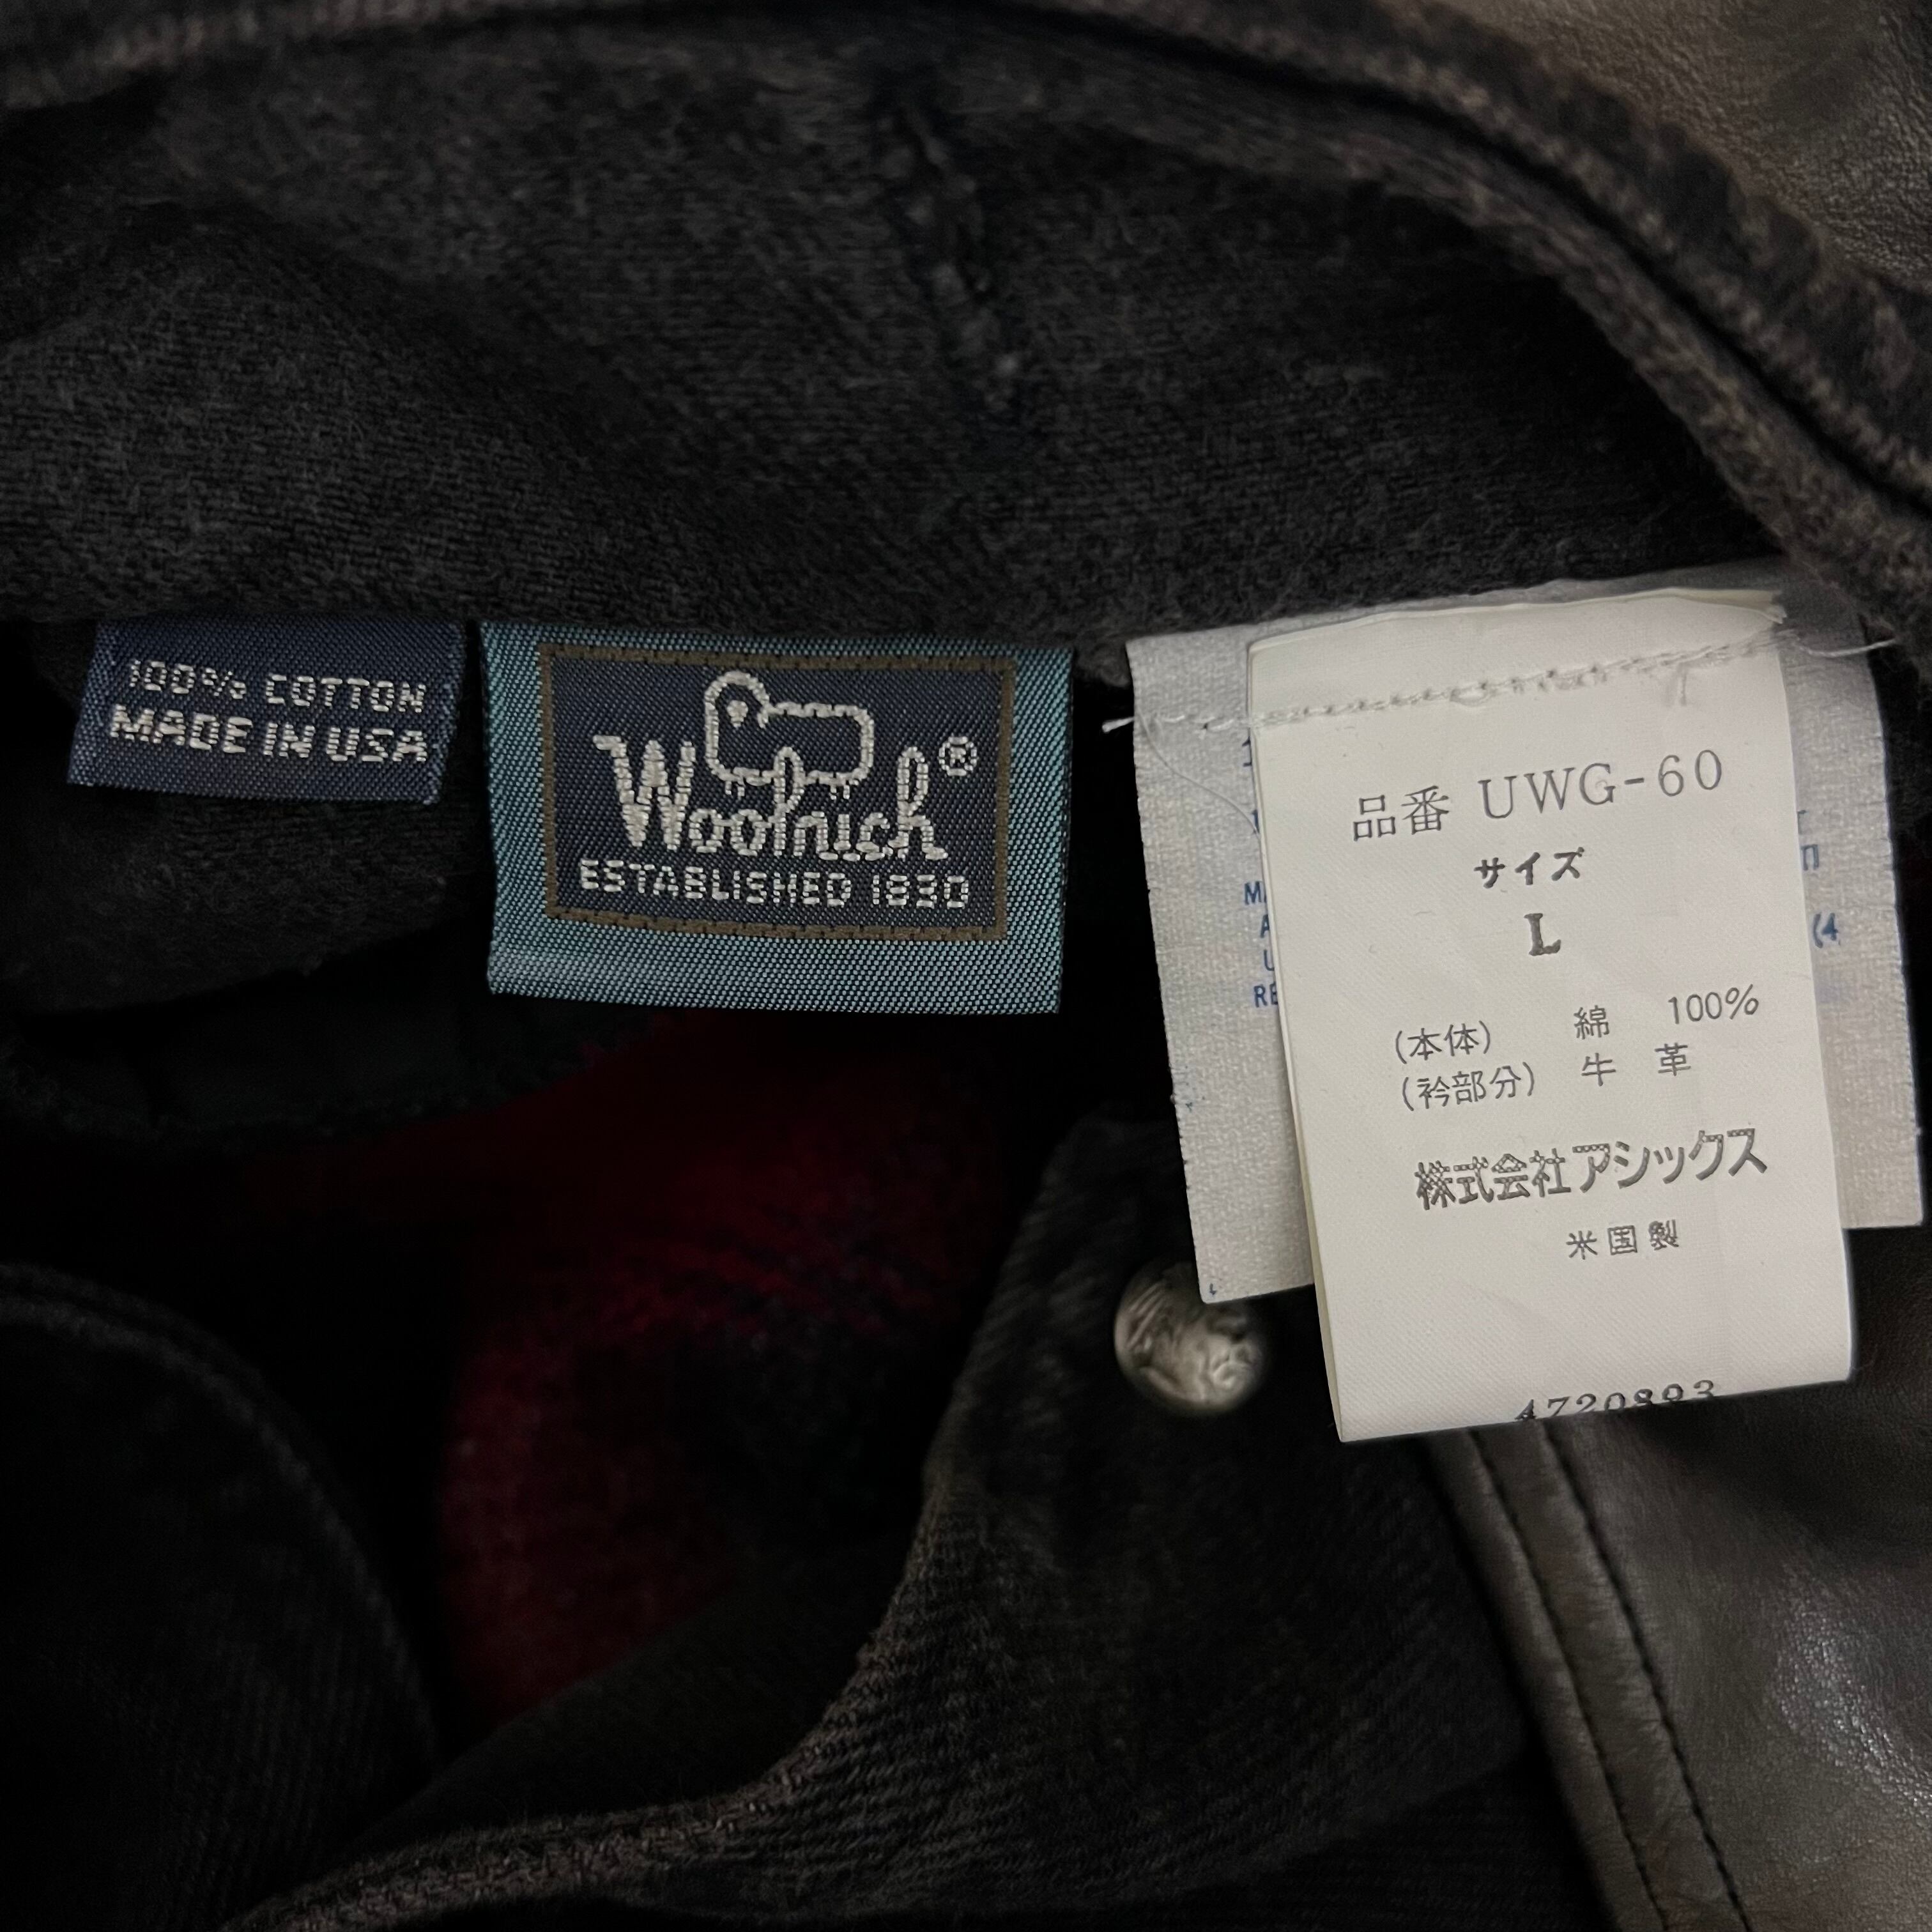 100% COTTON
MADE IN USA
Woolrich®
ESTABLISHED 1830
品番 UWG-60
サイズ
L
(本体) 綿 100%
(衿部分) 牛革
株式会社アシックス
米国製